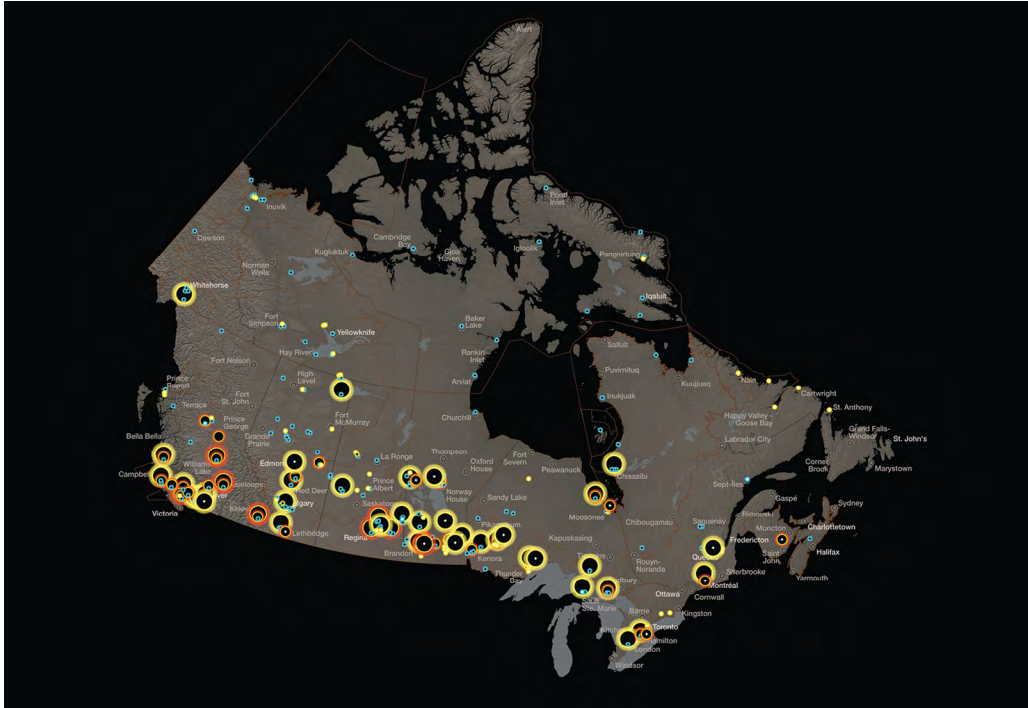 Alert
Pond
Inlet
Inuvik
Dawson
Cambridge
Bay
Kugluktuk
Gjoa
Haven
Igloolik
Pangnirtung
Norman
Wells
Whitehorse
Iqaluit
Fort
Simpson
Yellowknife
Baker
Lake
Hay River
Rankin
Inlet
Salluit
Fort Nelson
Puvirnituq
High
Level
Arviat
Kuujjuaq
Nain
Prince
Rupert
Fort
St. John
Inukjuak
Cartwright
Terrace
Fort
McMurray
Churchill
Happy Valley -
Goose Bay
St. Anthony
Prince
George
Bella Bella
Grande
Prairie
Labrador City
Grand Falls-
Windsor
St. John's
La Ronge
Thompson
Oxford
House
Fort
Severn
Peawanuck
Corner
Brook
Marystown
Chisasibi
Prince
Albert
Norway
House
Sandy Lake
Sept-Îles
Red Deer
Gaspé
Sydney
Victoria
Moosonee
Chibougamau
Rimouski
Saguenay
Moncton
Charlottetown
Lethbridge
Regina
Brandon
Kapuskasing
Fredericton
Saint
John
Halifax
Kenora
Rouyn-
Noranda
Thunder
Bay
Sherbrooke
Yarmouth
Montréal
Ottawa
Cornwall
Ste. Marie
Barrie
Kingston
Toronto
Hamilton
London
Windsor